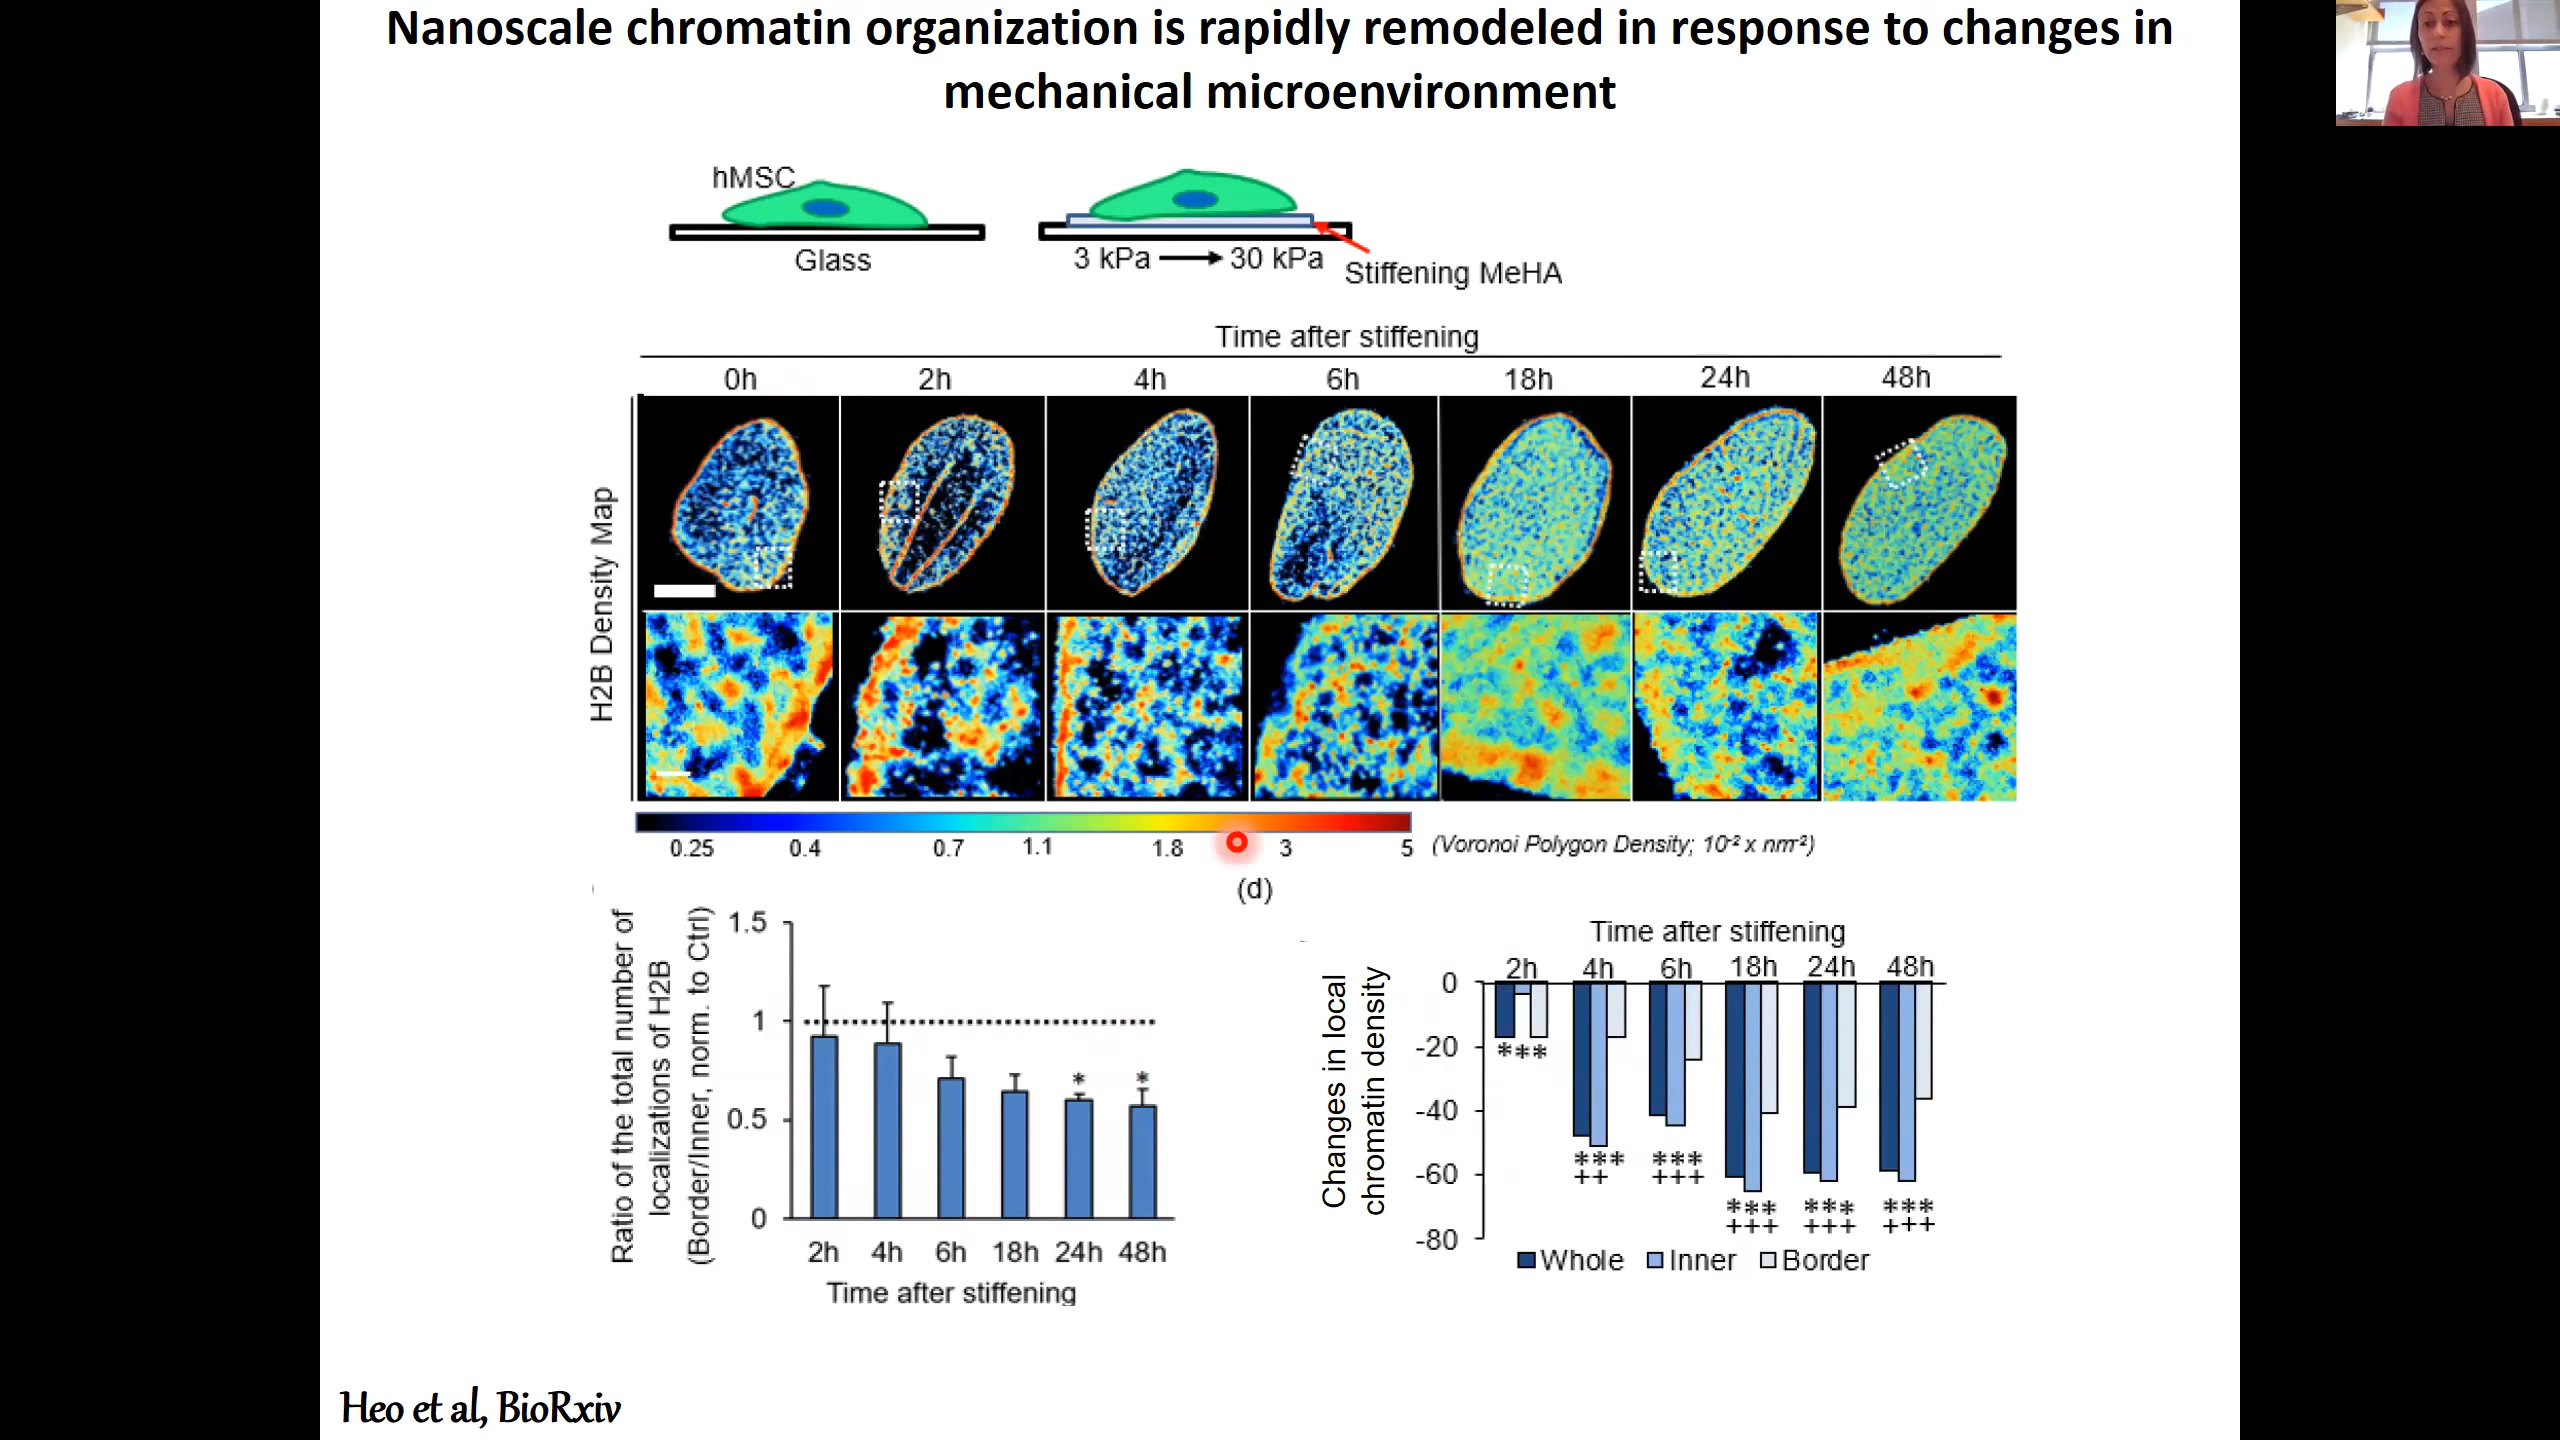 Nanoscale chromatin organization is rapidly remodeled in response to changes in
mechanical microenvironment
hMSC
Glass
3 kPa → 30 kPa
Stiffening MeHA
Time after stiffening
0h 2h 4h 6h 18h 24h 48h
H2B Density Map
0.25 0.4 0.7 1.1 1.8 3 5 (Voronoi Polygon Density; 10⁻² x nm⁻²)
(d)
Ratio of the total number of
localizations of H2B
(Border/Inner, norm. to Ctrl)
1.5
1
0.5
0
* *
2h 4h 6h 18h 24h 48h
Time after stiffening
Time after stiffening
2h 4h 6h 18h 24h 48h
Changes in local
chromatin density
0
-20
-40
-60
-80
***
*** *** *** *** ***
++ +++ +++ +++ +++
Whole Inner Border
Heo et al, BioRxiv